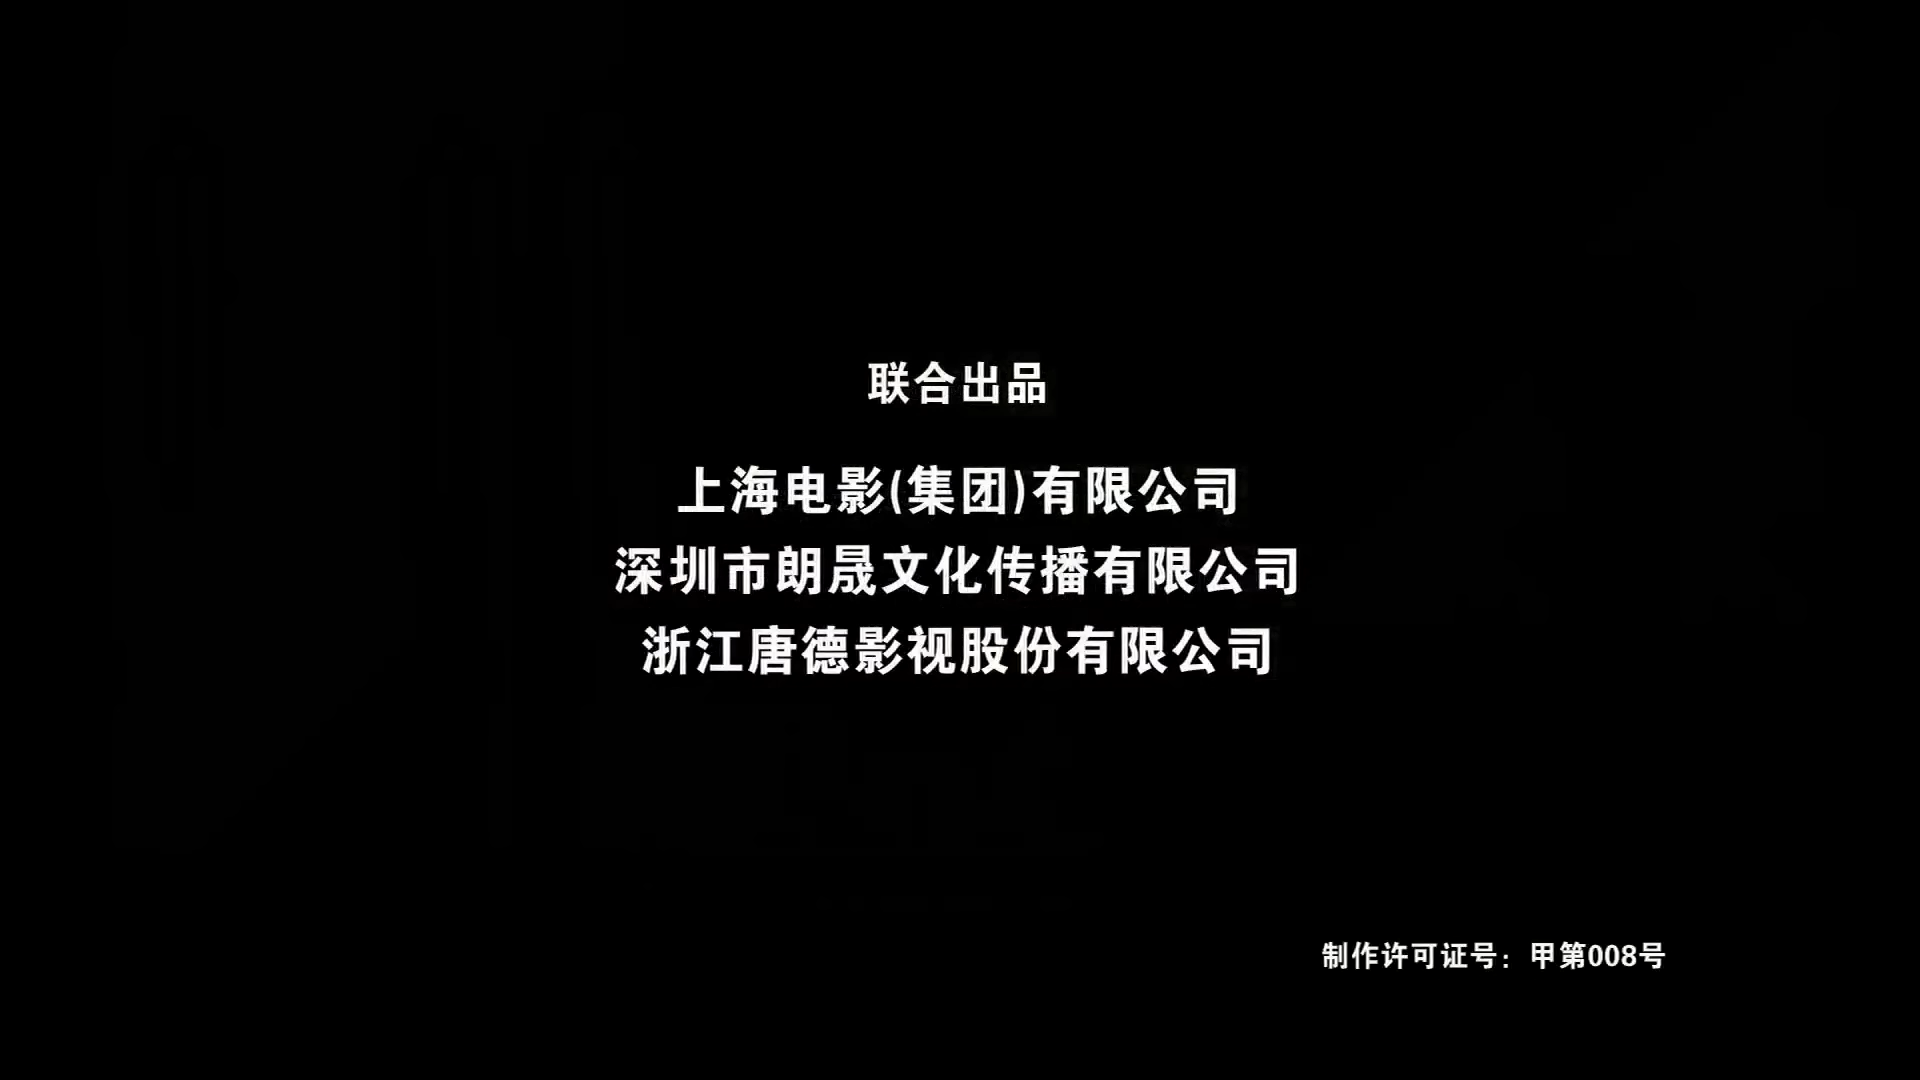 联合出品
上海电影(集团)有限公司
深圳市朗晟文化传播有限公司
浙江唐德影视股份有限公司
制作许可证号：甲第008号